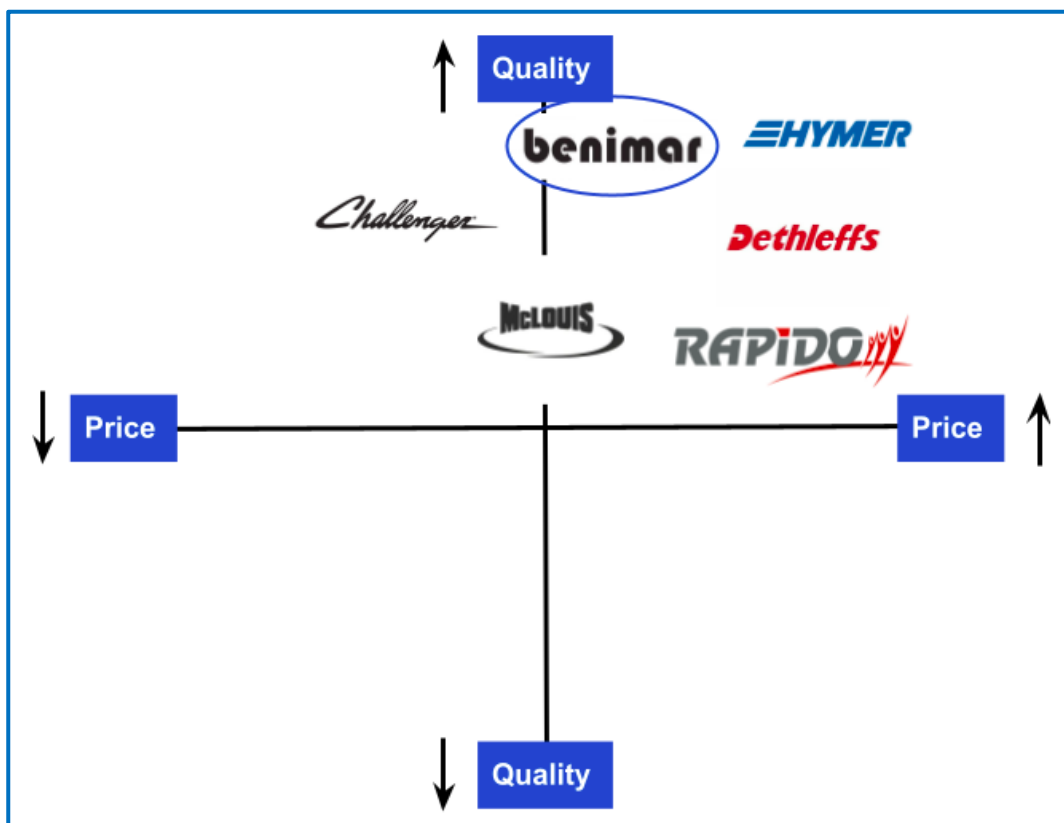 Quality
benimar
HYMER
Challenger
Dethleffs
McLOUIS
RAPIDO
Price
Price
Quality